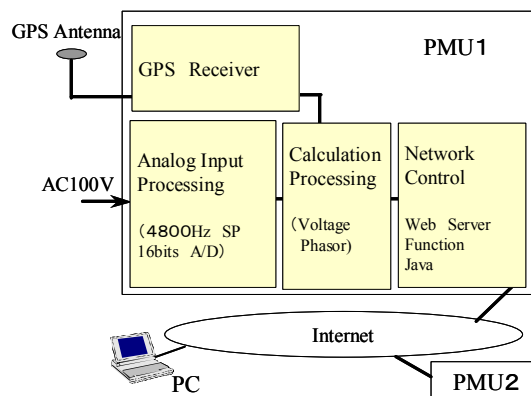 GPS Antenna
PMU1
GPS Receiver
AC100V
Analog Input
Processing
(4800Hz SP
16bits A/D)
Calculation
Processing
(Voltage
Phasor)
Network
Control
Web Server
Function
Java
Internet
PC
PMU2